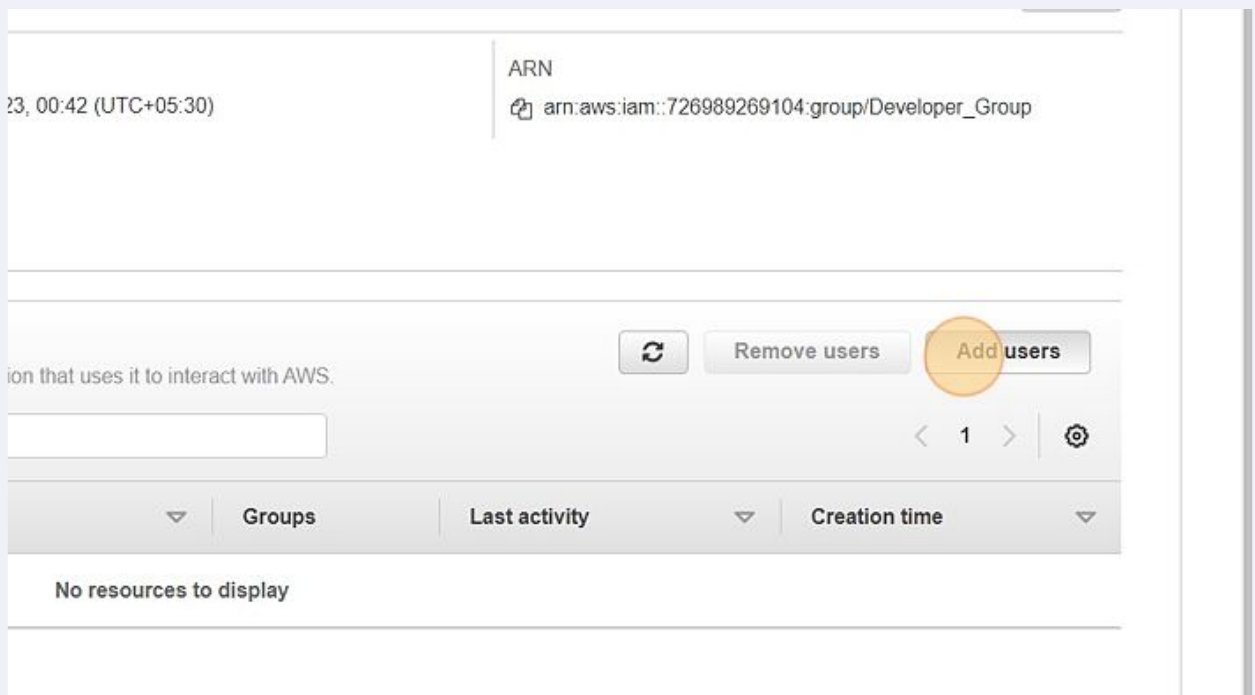 ARN
23, 00:42 (UTC+05:30)
arn:aws:iam::726989269104:group/Developer_Group
Remove users
Add users
ion that uses it to interact with AWS.
1
Groups
Last activity
Creation time
No resources to display